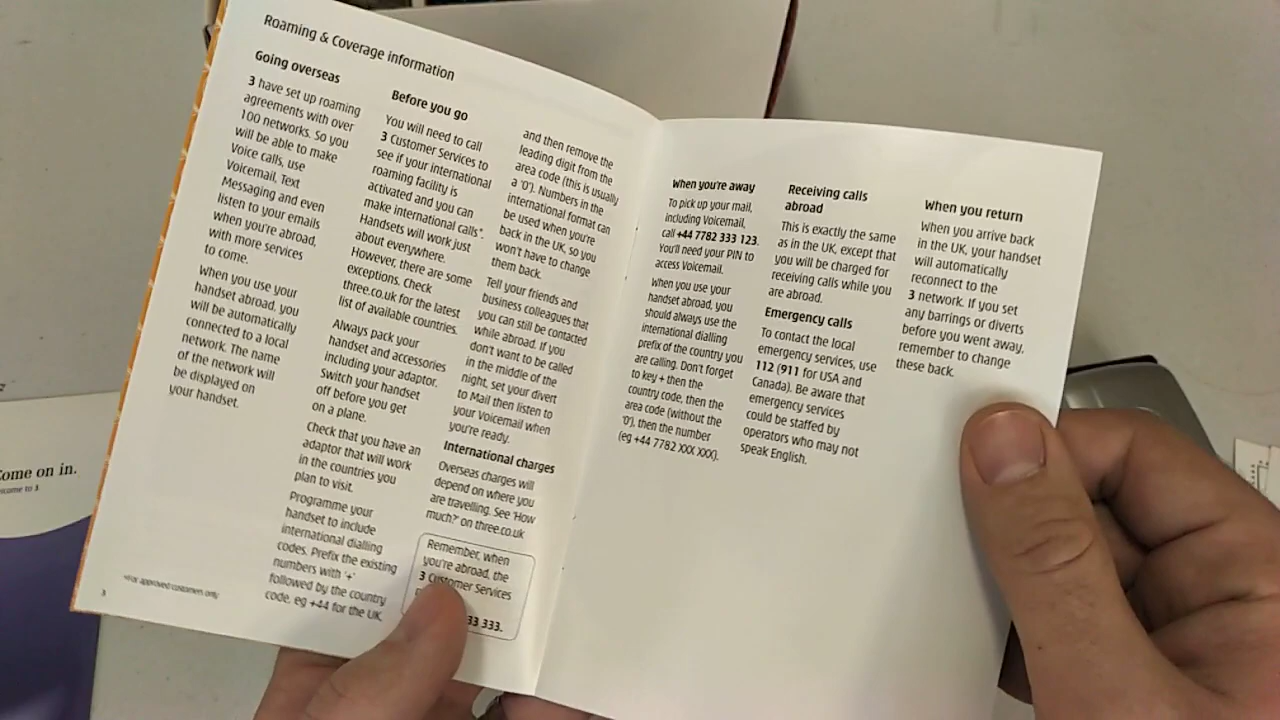 Roaming & Coverage information
Going overseas
3 have set up roaming
agreements with over
100 networks. So you
will be able to make
Voice calls, use
Voicemail, Text
Messaging and even
listen to your emails
when you're abroad,
with more services
to come.
When you use your
handset abroad, you
will be automatically
connected to a local
network. The name
of the network will
be displayed on
your handset.
*For approved customers only
3
Before you go
You will need to call
3 Customer Services to
see if your international
roaming facility is
activated and you can
make international calls*.
Handsets will work just
about everywhere.
However, there are some
exceptions. Check
three.co.uk for the latest
list of available countries.
Always pack your
handset and accessories
including your adaptor.
Switch your handset
off before you get
on a plane.
Check that you have an
adaptor that will work
in the countries you
plan to visit.
Programme your
handset to include
international dialling
codes. Prefix the existing
numbers with '+'
followed by the country
code, eg +44 for the UK,
and then remove the
leading digit from the
area code (this is usually
a '0'). Numbers in the
international format can
be used when you're
back in the UK, so you
won't have to change
them back.
Tell your friends and
business colleagues that
you can still be contacted
while abroad. If you
don't want to be called
in the middle of the
night, set your divert
to Mail then listen to
your Voicemail when
you're ready.
International charges
Overseas charges will
depend on where you
are travelling. See 'How
much?' on three.co.uk
Remember, when
you're abroad, the
3 Customer Services
33 333.
When you're away
To pick up your mail,
including Voicemail,
call +44 7782 333 123.
You'll need your PIN to
access Voicemail.
When you use your
handset abroad, you
should always use the
international dialling
prefix of the country you
are calling. Don't forget
to key + then the
country code, then the
area code (without the
'0'), then the number
(eg +44 7782 XXX XXX).
Receiving calls
abroad
This is exactly the same
as in the UK, except that
you will be charged for
receiving calls while you
are abroad.
Emergency calls
To contact the local
emergency services, use
112 (911 for USA and
Canada). Be aware that
emergency services
could be staffed by
operators who may not
speak English.
When you return
When you arrive back
in the UK, your handset
will automatically
reconnect to the
3 network. If you set
any barrings or diverts
before you went away,
remember to change
these back.
ome on in.
elcome to 3